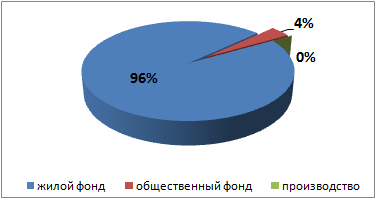 4%
0%
96%
жилой фонд общественный фонд производство